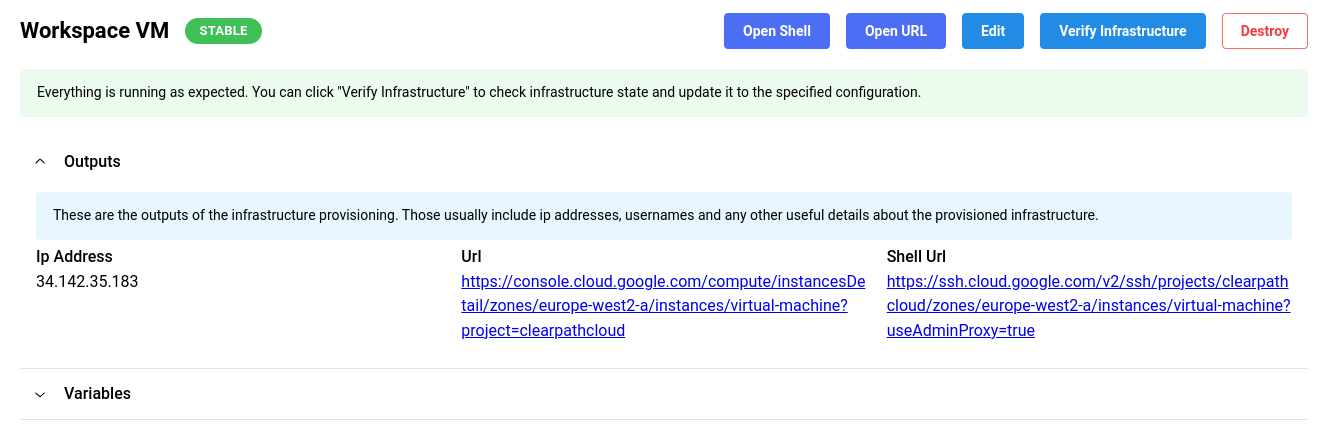 Workspace VM STABLE Open Shell Open URL Edit Verify Infrastructure Destroy
Everything is running as expected. You can click "Verify Infrastructure" to check infrastructure state and update it to the specified configuration.
Outputs
These are the outputs of the infrastructure provisioning. Those usually include ip addresses, usernames and any other useful details about the provisioned infrastructure.
Ip Address
34.142.35.183
Url
https://console.cloud.google.com/compute/instancesDe
tail/zones/europe-west2-a/instances/virtual-machine?
project=clearpathcloud
Shell Url
https://ssh.cloud.google.com/v2/ssh/projects/clearpath
cloud/zones/europe-west2-a/instances/virtual-machine?
useAdminProxy=true
Variables